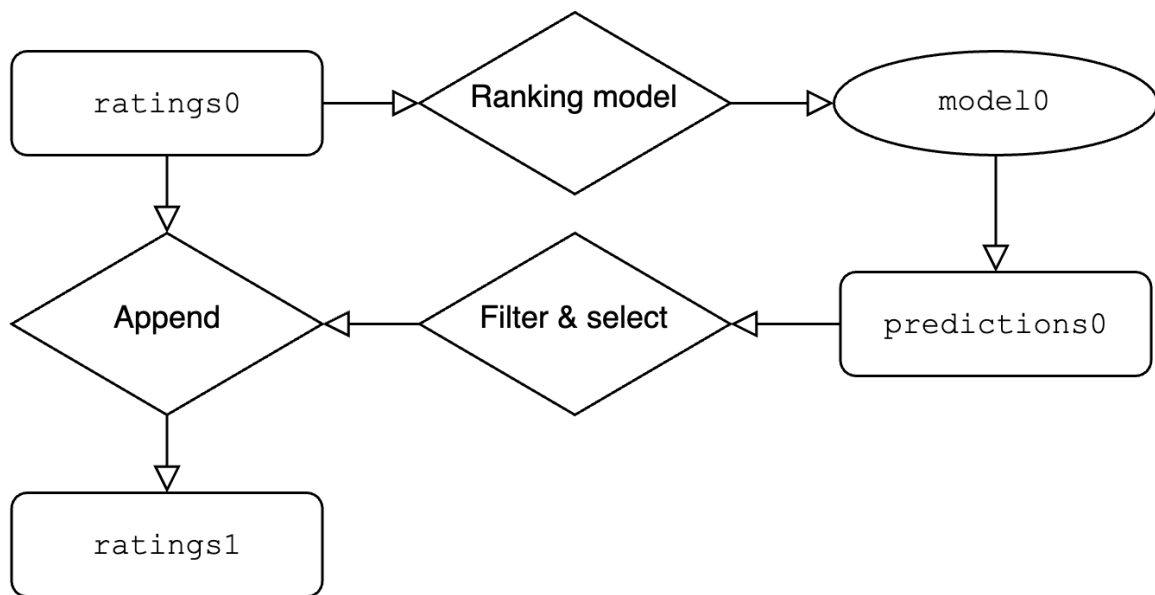 ratings0
Ranking model
model0
Append
Filter & select
predictions0
ratings1